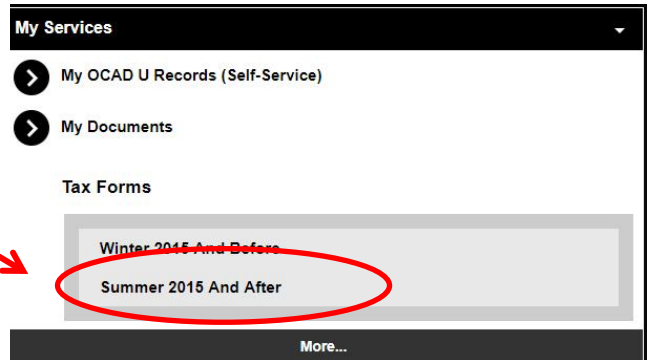 My Services
My OCAD U Records (Self-Service)
My Documents
Tax Forms
Winter 2015 And Before
Summer 2015 And After
More...